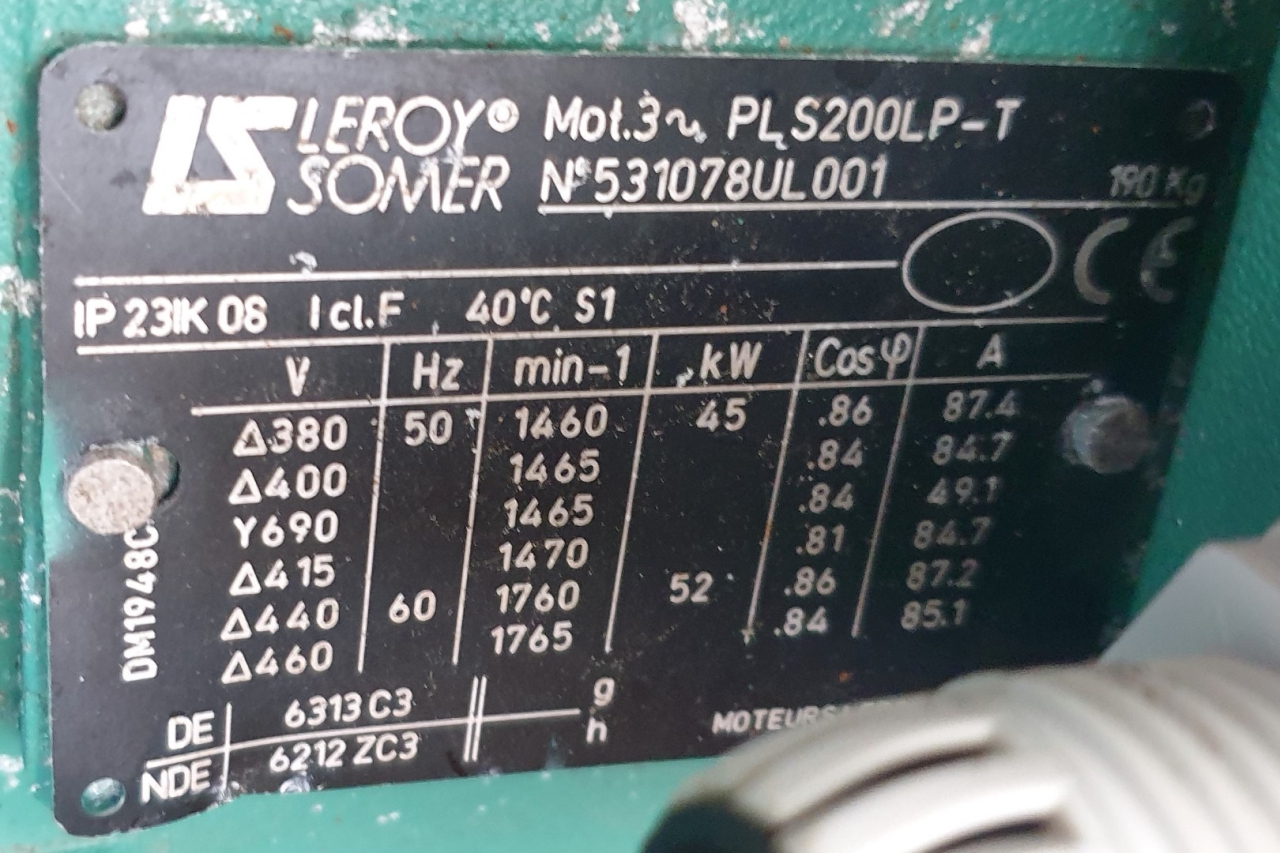 LS LEROY® Mot.3~ PLS200LP-T
SOMER N°531078UL001 190 Kg
CE
IP 23IK 08 I cl.F 40°C S1
V Hz min-1 kW Cos φ A
Δ380 50 1460 45 .86 87.4
Δ400 1465 .84 84.7
Y690 1465 .84 49.1
Δ415 1470 .81 84.7
Δ440 60 1760 52 .86 87.2
Δ460 1765 .84 85.1
DM1948C
DE 6313 C3 g
NDE 6212 ZC3 h
MOTEURS